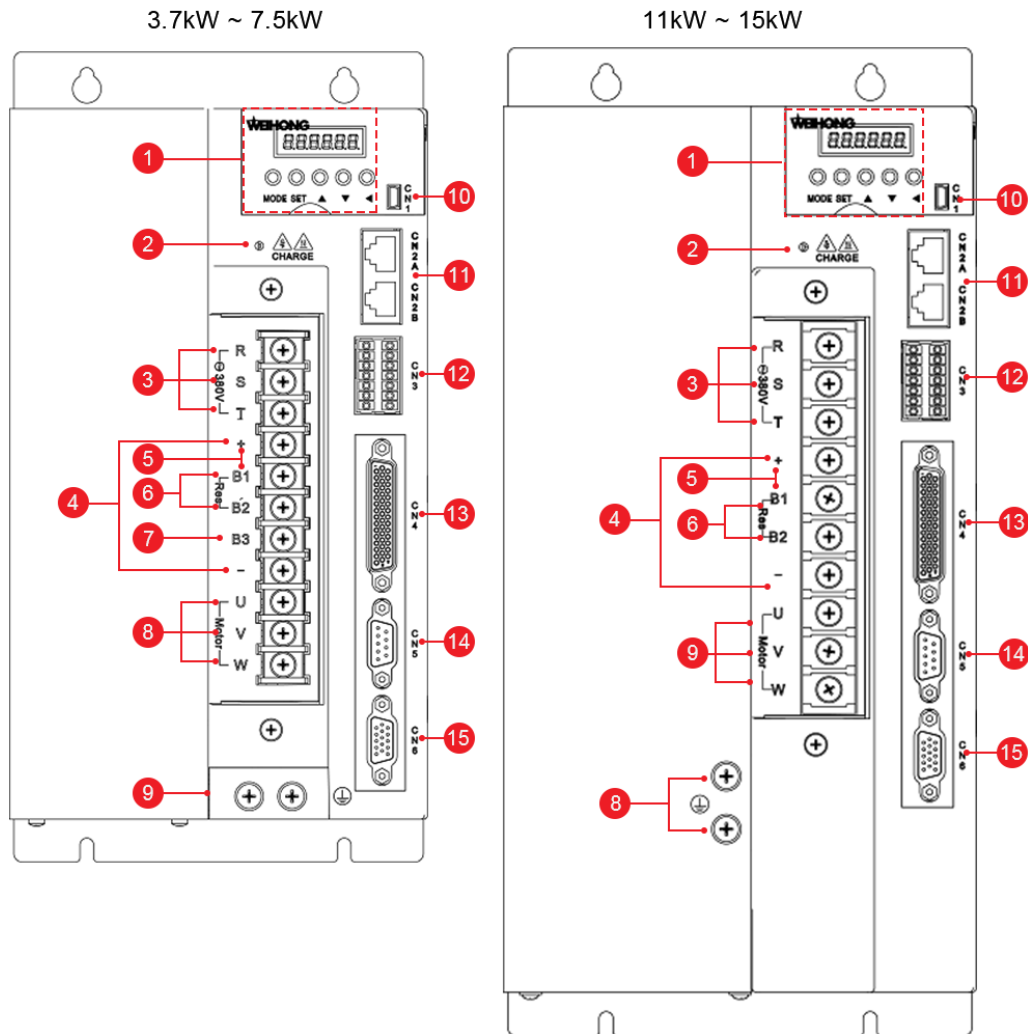 3.7kW ~ 7.5kW
WEIHONG
888888
MODE SET ▲ ▼ ◀
CN1
CHARGE
CN2A
CN2B
CN3
R
S
T
380V
+
B1
B2
Res
B3
−
U
V
W
Motor
CN4
CN5
CN6
1
2
3
4
5
6
7
8
9
10
11
12
13
14
15
11kW ~ 15kW
WEIHONG
888888
MODE SET ▲ ▼ ◀
CN1
CHARGE
CN2A
CN2B
CN3
R
S
T
380V
+
B1
B2
Res
−
U
V
W
Motor
CN4
CN5
CN6
1
2
3
4
5
6
9
8
10
11
12
13
14
15